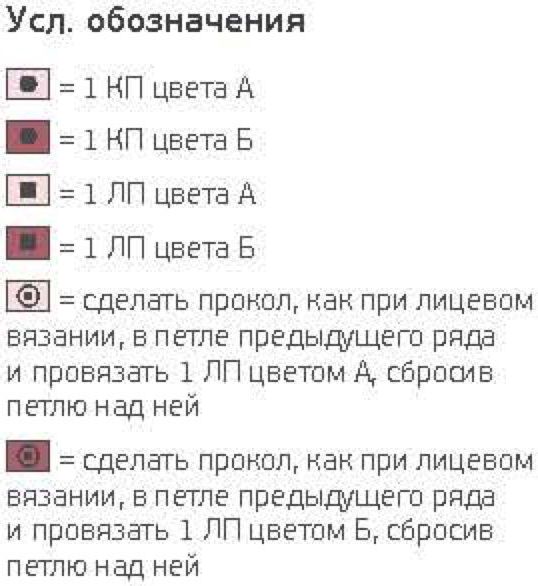 Усл. обозначения
= 1 КП цвета А
= 1 КП цвета Б
= 1 ЛП цвета А
= 1 ЛП цвета Б
= сделать прокол, как при лицевом
вязании, в петле предыдущего ряда
и провязать 1 ЛП цветом А, сбросив
петлю над ней
= сделать прокол, как при лицевом
вязании, в петле предыдущего ряда
и провязать 1 ЛП цветом Б, сбросив
петлю над ней